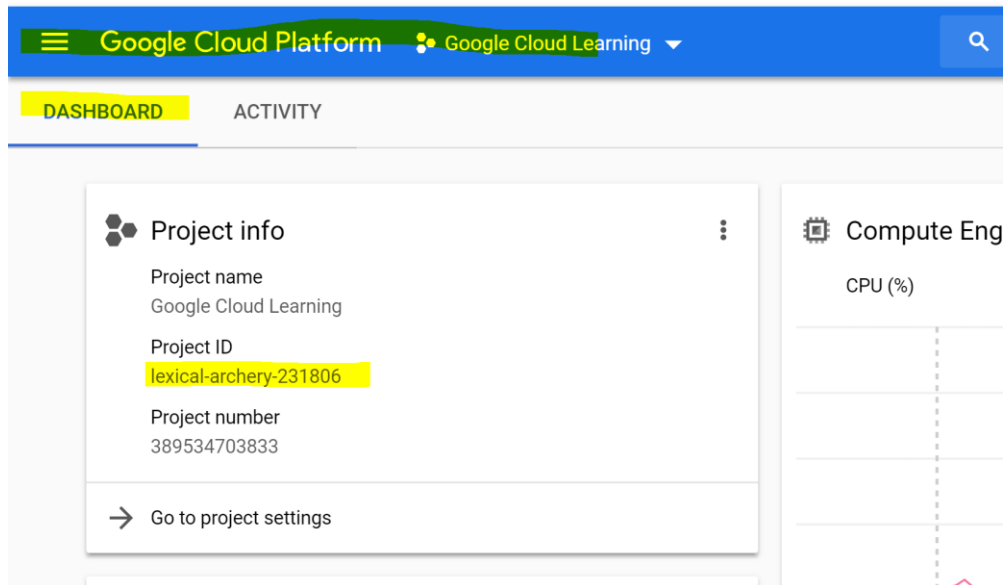 Google Cloud Platform Google Cloud Learning
DASHBOARD ACTIVITY
Project info
Project name
Google Cloud Learning
Project ID
lexical-archery-231806
Project number
389534703833
Go to project settings
Compute Eng
CPU (%)